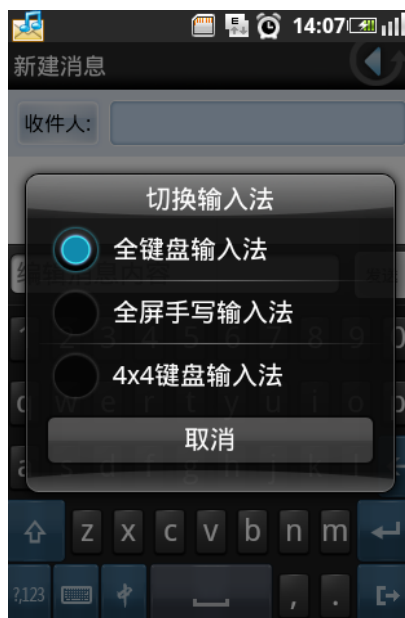 14:07
新建消息
收件人:
切换输入法
全键盘输入法
全屏手写输入法
4x4键盘输入法
取消
z x c v b n m
?,123 , .